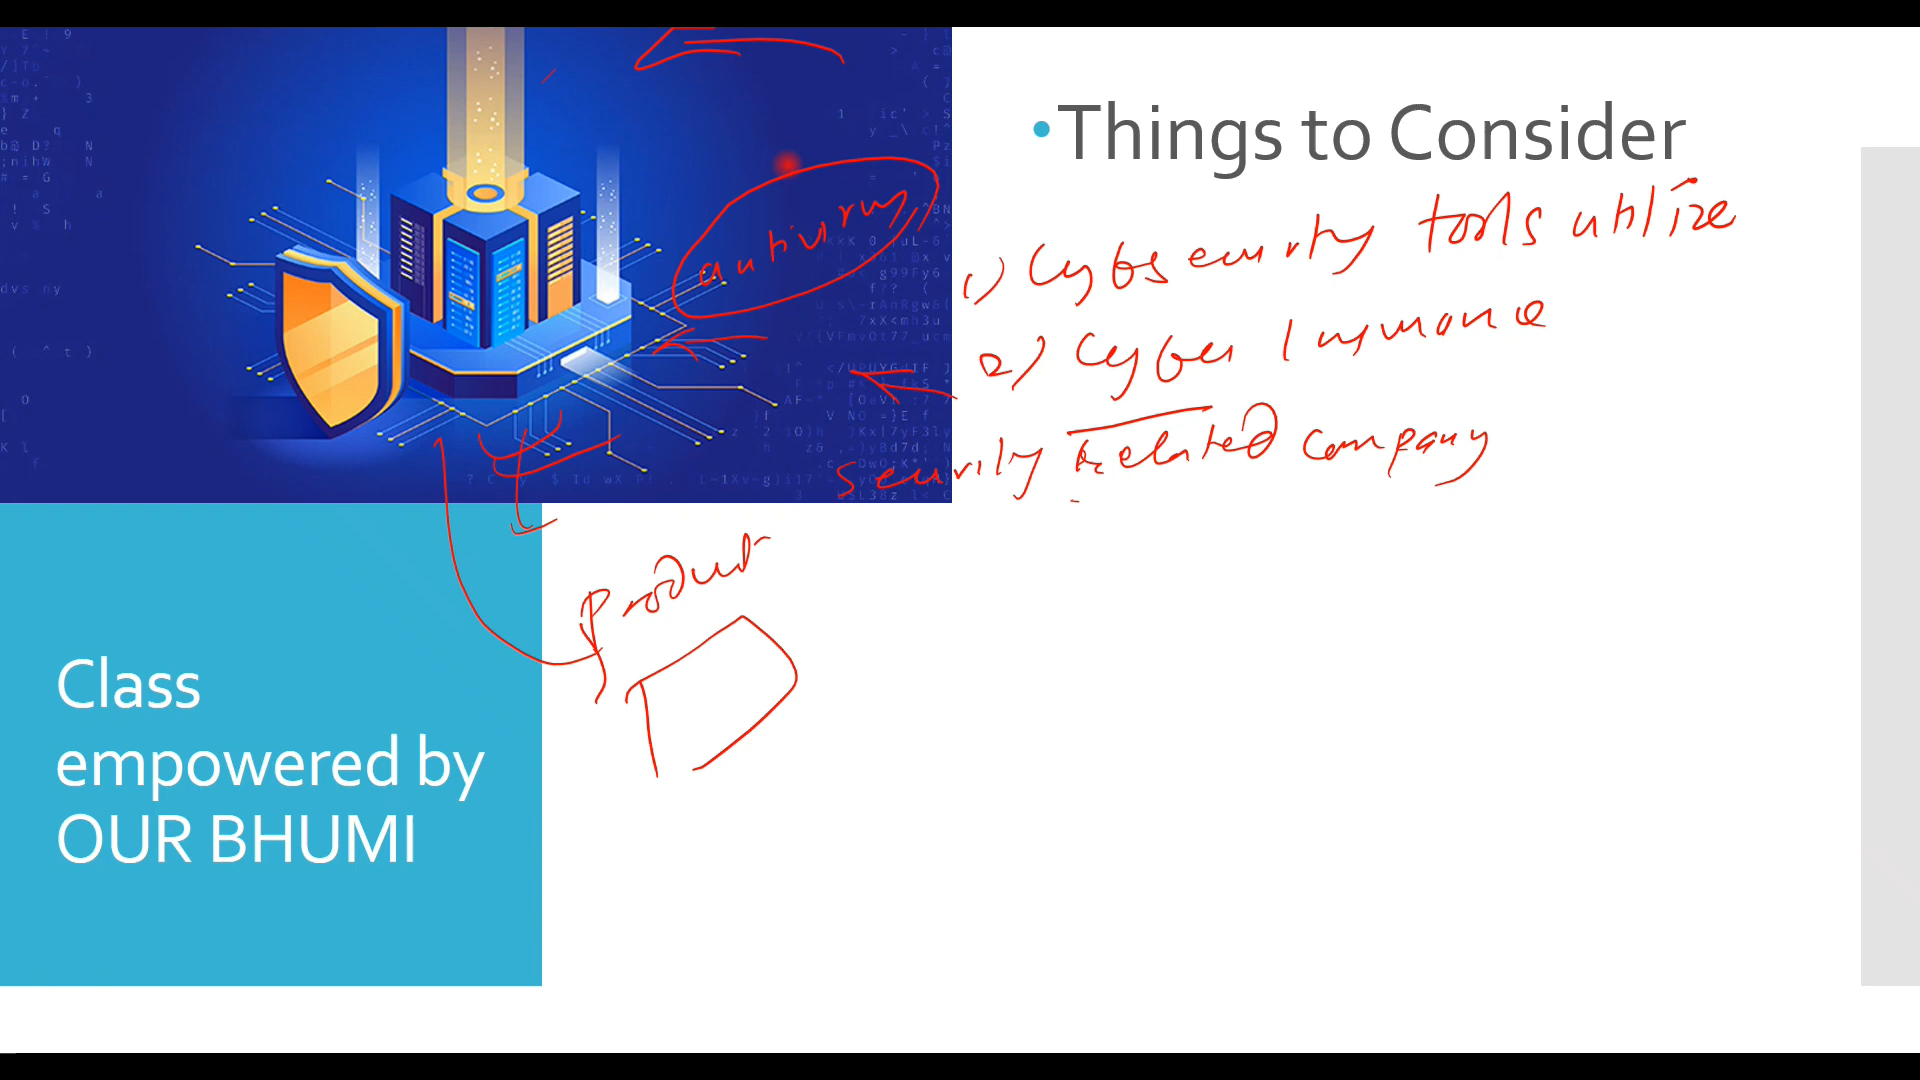 • Things to Consider
1) Cybsecurity tools utilize
2) Cyber Insurance
security Related company
antivirus
Product
Class
empowered by
OUR BHUMI